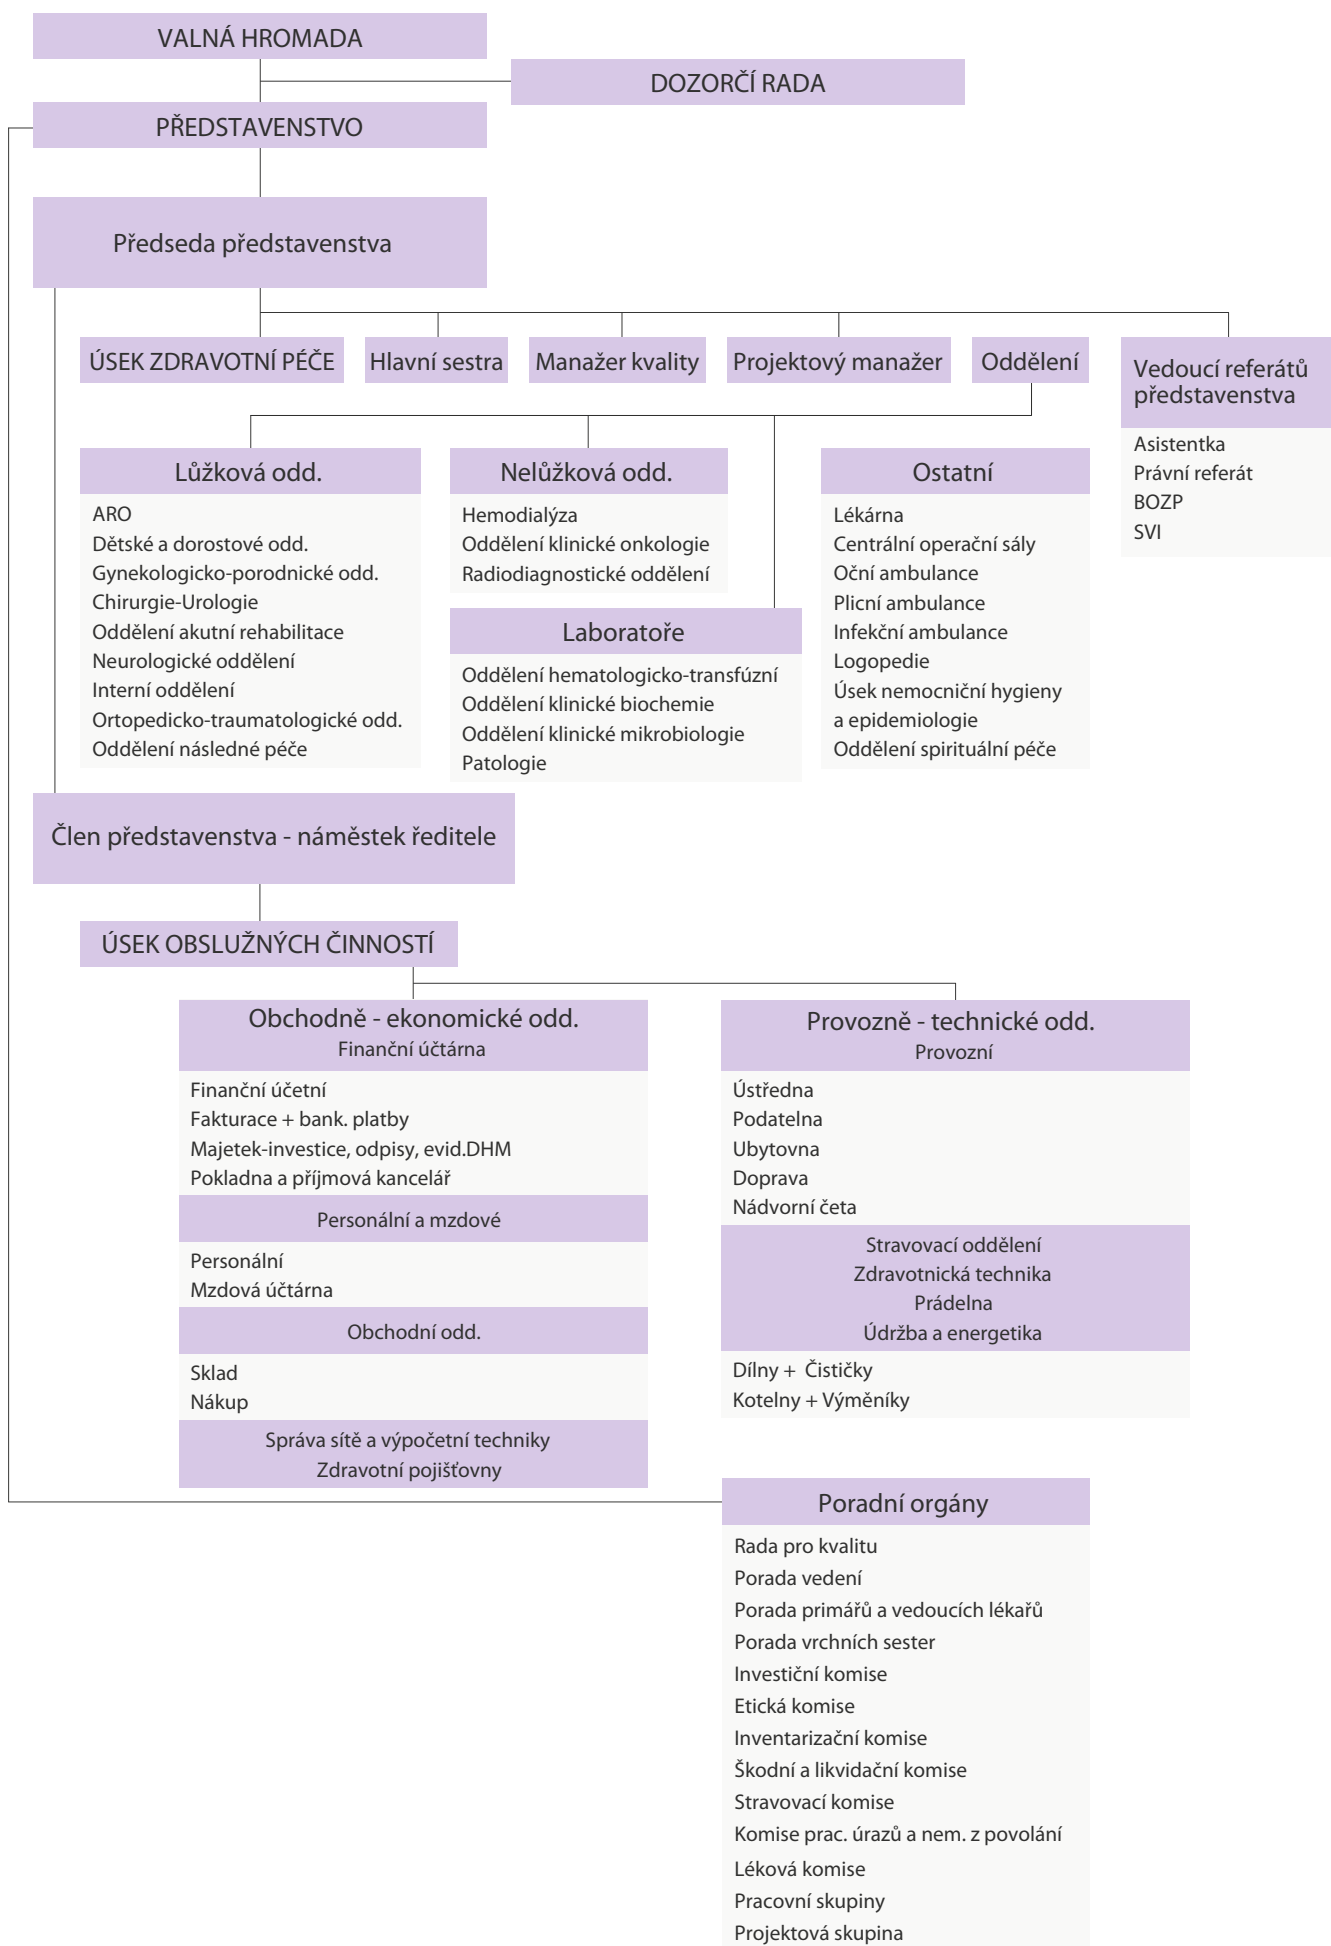 VALNÁ HROMADA
DOZORČÍ RADA
PŘEDSTAVENSTVO
Předseda představenstva
ÚSEK ZDRAVOTNÍ PÉČE
Hlavní sestra
Manažer kvality
Projektový manažer
Oddělení
Vedoucí referátů
představenstva
Asistentka
Právní referát
BOZP
SVI
Lůžková odd.
ARO
Dětské a dorostové odd.
Gynekologicko-porodnické odd.
Chirurgie-Urologie
Oddělení akutní rehabilitace
Neurologické oddělení
Interní oddělení
Ortopedicko-traumatologické odd.
Oddělení následné péče
Nelůžková odd.
Hemodialýza
Oddělení klinické onkologie
Radiodiagnostické oddělení
Laboratoře
Oddělení hematologicko-transfúzní
Oddělení klinické biochemie
Oddělení klinické mikrobiologie
Patologie
Ostatní
Lékárna
Centrální operační sály
Oční ambulance
Plicní ambulance
Infekční ambulance
Logopedie
Úsek nemocniční hygieny
a epidemiologie
Oddělení spirituální péče
Člen představenstva - náměstek ředitele
ÚSEK OBSLUŽNÝCH ČINNOSTÍ
Obchodně - ekonomické odd.
Finanční účtárna
Finanční účetní
Fakturace + bank. platby
Majetek-investice, odpisy, evid.DHM
Pokladna a příjmová kancelář
Personální a mzdové
Personální
Mzdová účtárna
Obchodní odd.
Sklad
Nákup
Správa sítě a výpočetní techniky
Zdravotní pojišťovny
Provozně - technické odd.
Provozní
Ústředna
Podatelna
Ubytovna
Doprava
Nádvorní četa
Stravovací oddělení
Zdravotnická technika
Prádelna
Údržba a energetika
Dílny + Čističky
Kotelny + Výměníky
Poradní orgány
Rada pro kvalitu
Porada vedení
Porada primářů a vedoucích lékařů
Porada vrchních sester
Investiční komise
Etická komise
Inventarizační komise
Škodní a likvidační komise
Stravovací komise
Komise prac. úrazů a nem. z povolání
Léková komise
Pracovní skupiny
Projektová skupina